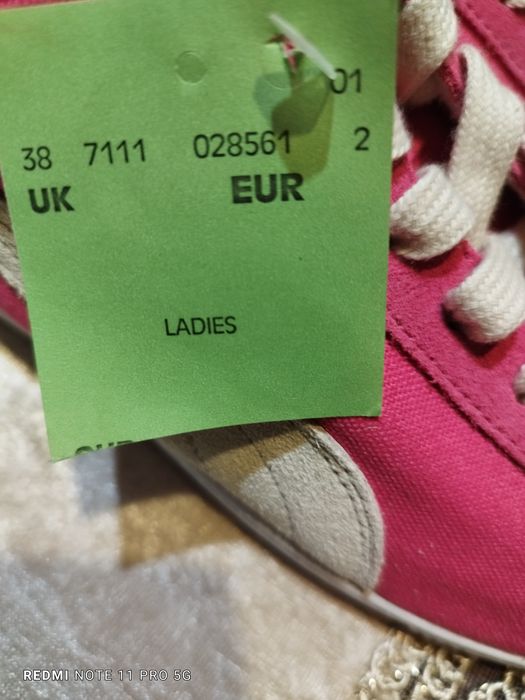 01
38 7111 028561 2
UK EUR
LADIES
REDMI NOTE 11 PRO 5G